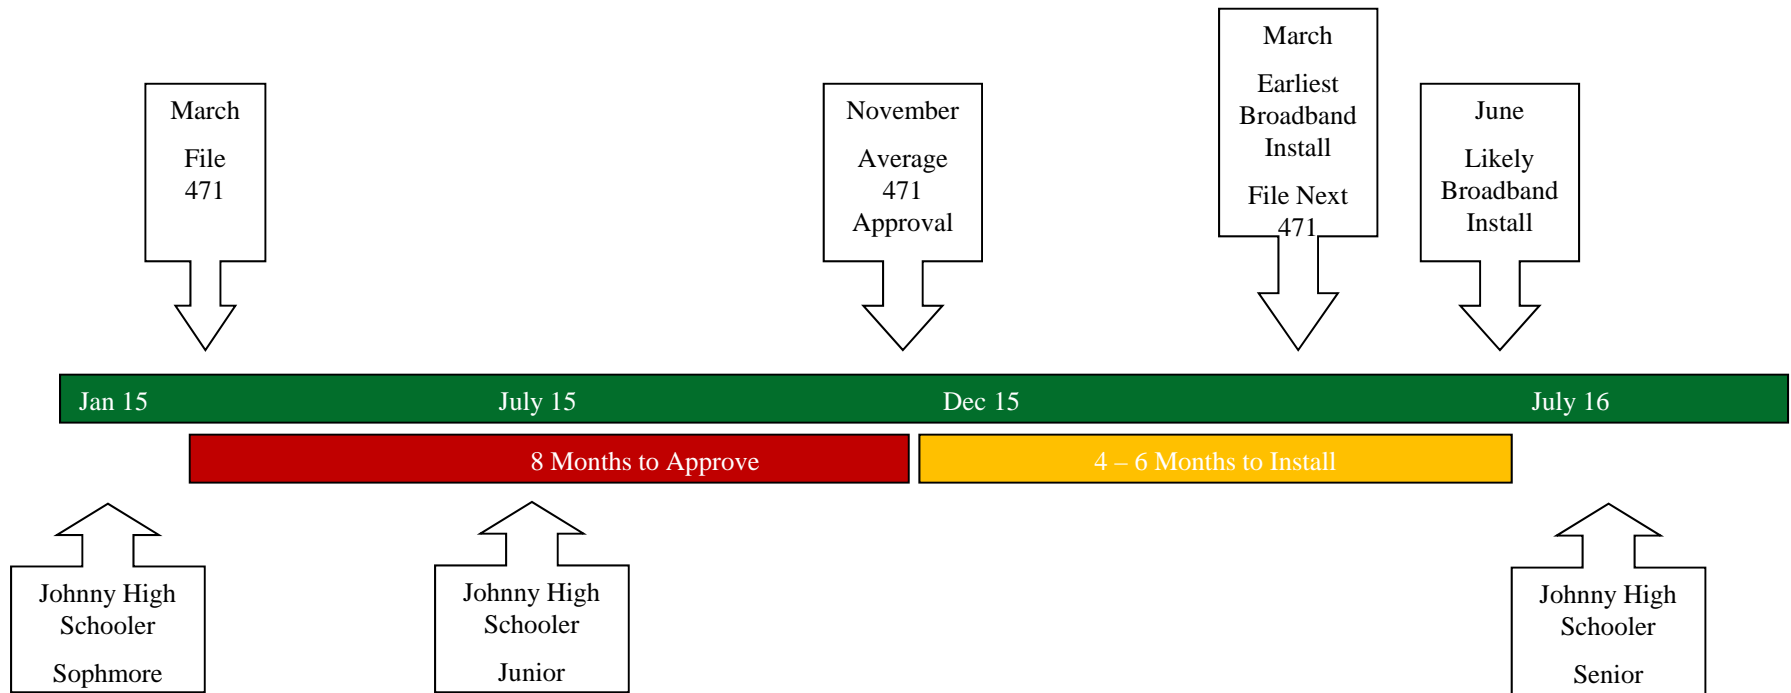 March
File
471
November
Average
471
Approval
March
Earliest
Broadband
Install
File Next
471
June
Likely
Broadband
Install
Jan 15
July 15
Dec 15
July 16
8 Months to Approve
4 – 6 Months to Install
Johnny High
Schooler
Sophmore
Johnny High
Schooler
Junior
Johnny High
Schooler
Senior